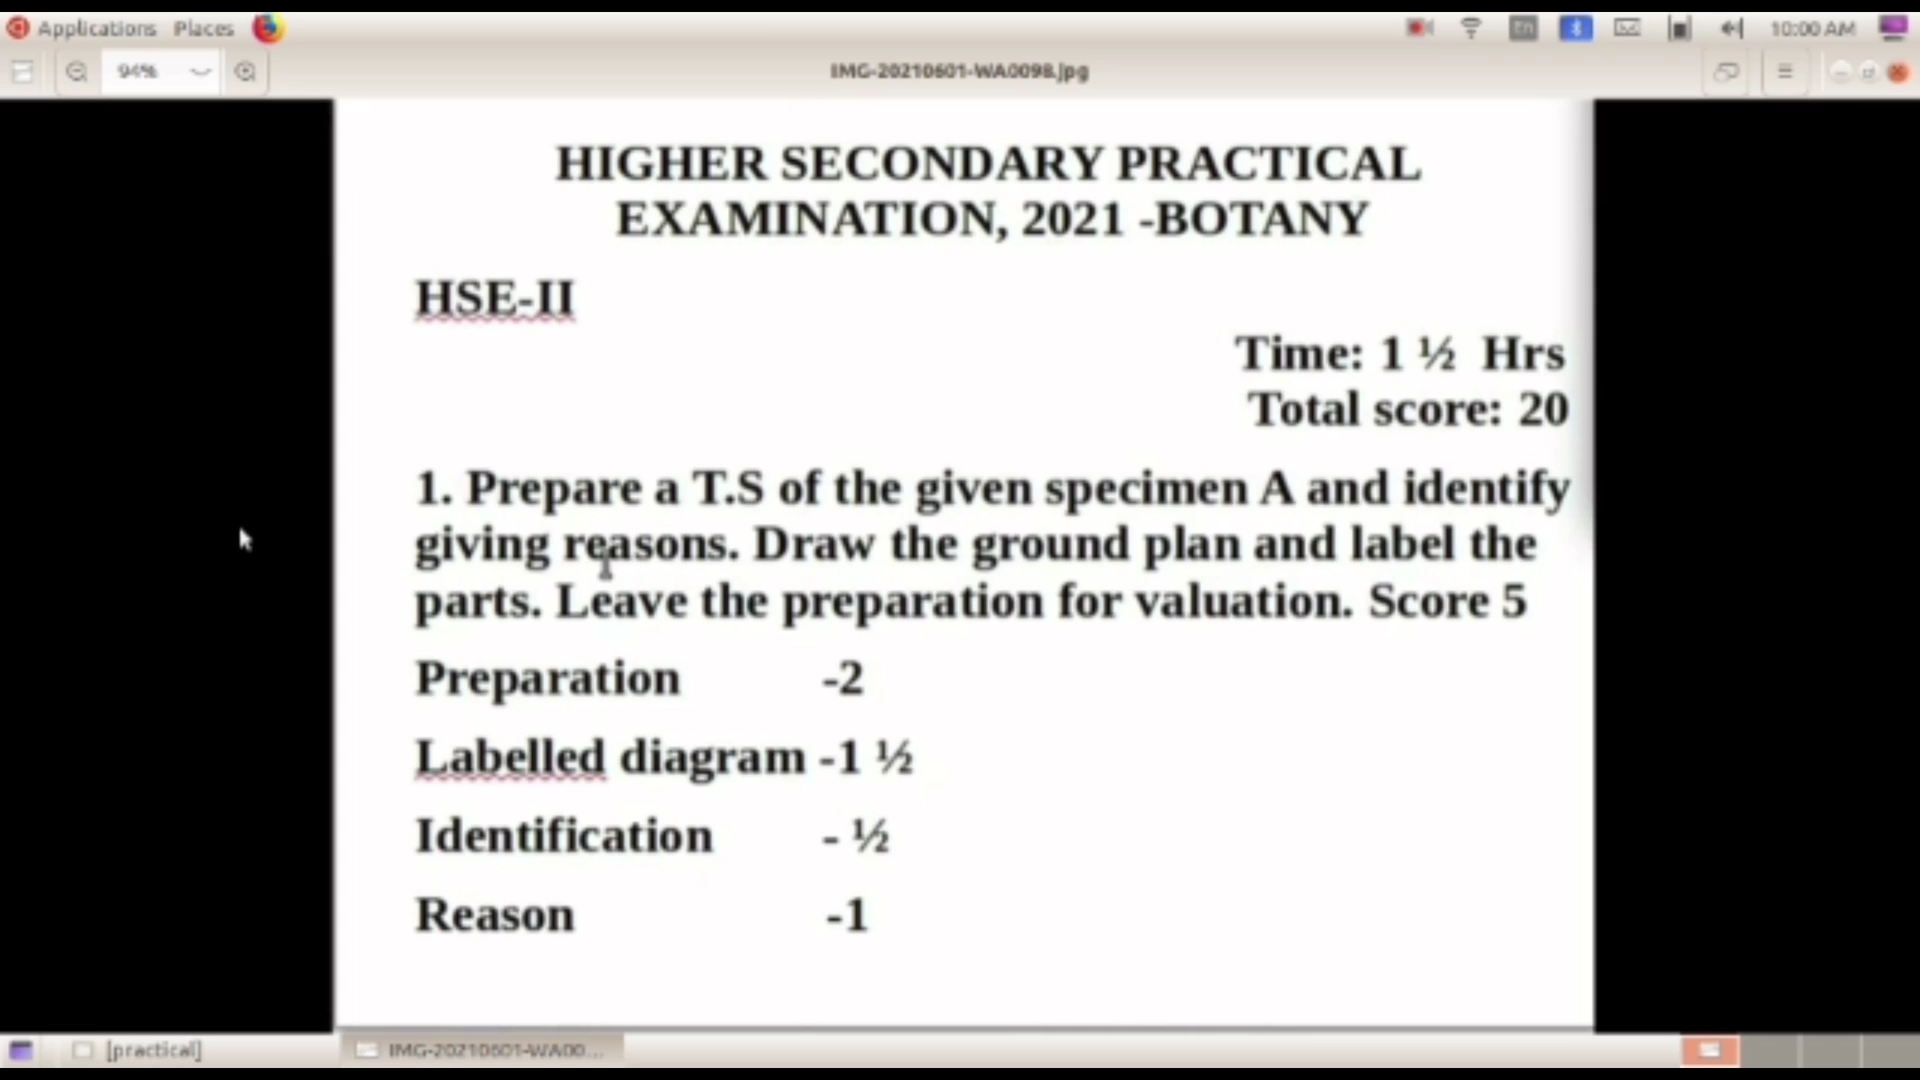 Applications Places
10:00 AM
94%
IMG-20210601-WA0098.jpg
HIGHER SECONDARY PRACTICAL
EXAMINATION, 2021 -BOTANY
HSE-II
Time: 1 ½ Hrs
Total score: 20
1. Prepare a T.S of the given specimen A and identify
giving reasons. Draw the ground plan and label the
parts. Leave the preparation for valuation. Score 5
Preparation -2
Labelled diagram -1 ½
Identification - ½
Reason -1
[practical]
IMG-20210601-WA00...